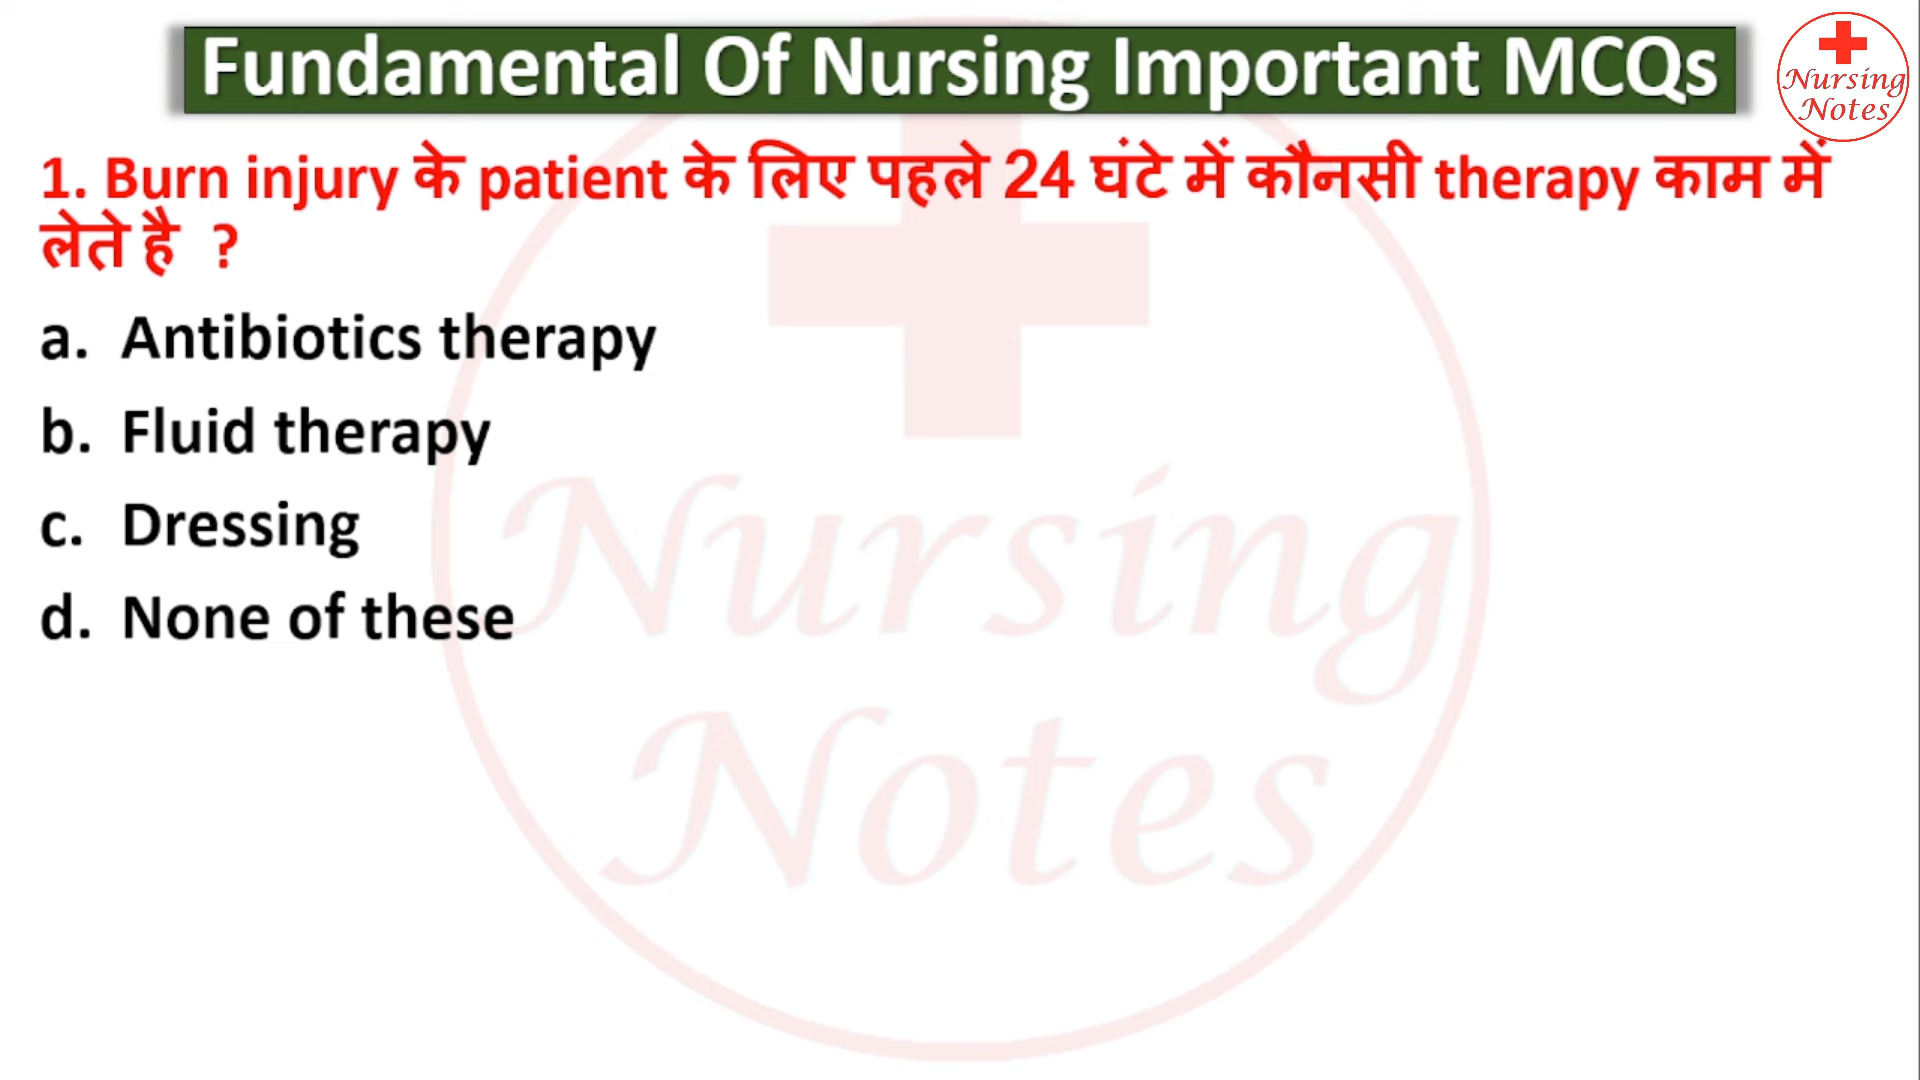 Fundamental Of Nursing Important MCQs
Nursing
Notes
1. Burn injury के patient के लिए पहले 24 घंटे में कौनसी therapy काम में
लेते है ?
a. Antibiotics therapy
b. Fluid therapy
c. Dressing
d. None of these
Nursing
Notes